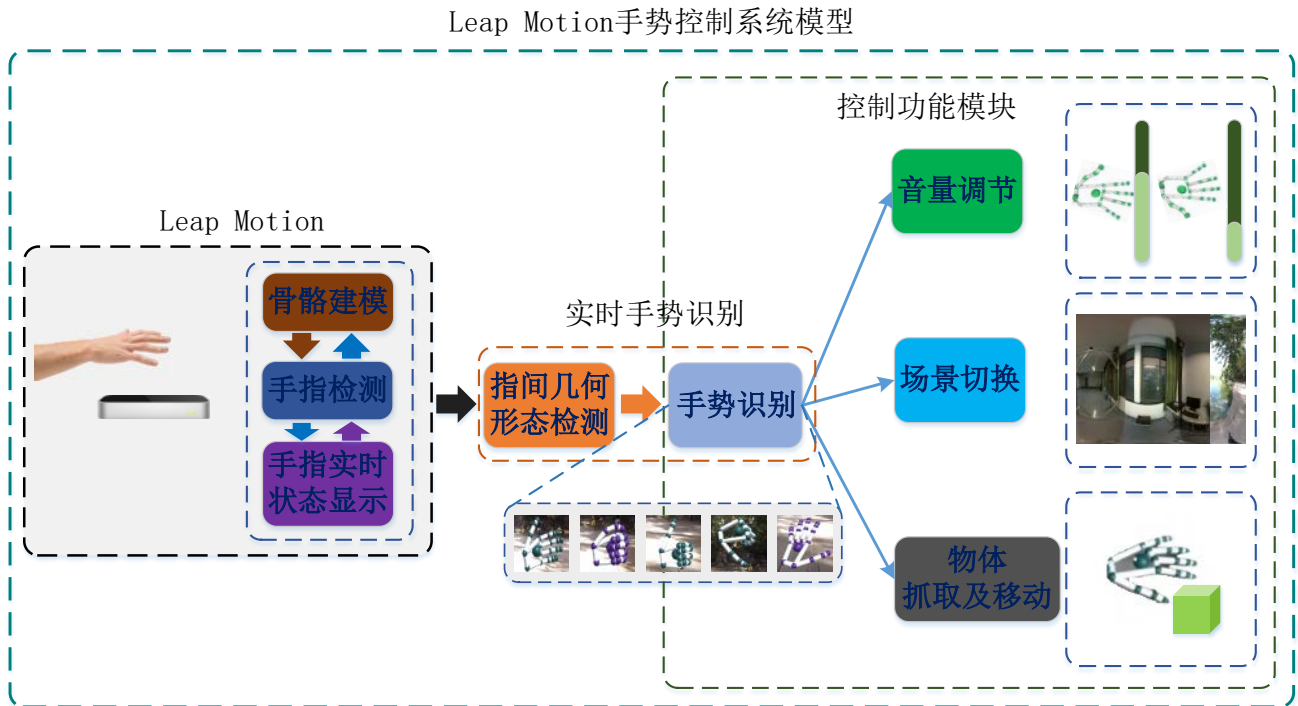 Leap Motion手势控制系统模型
Leap Motion
骨骼建模
手指检测
手指实时
状态显示
实时手势识别
指间几何
形态检测
手势识别
控制功能模块
音量调节
场景切换
物体
抓取及移动